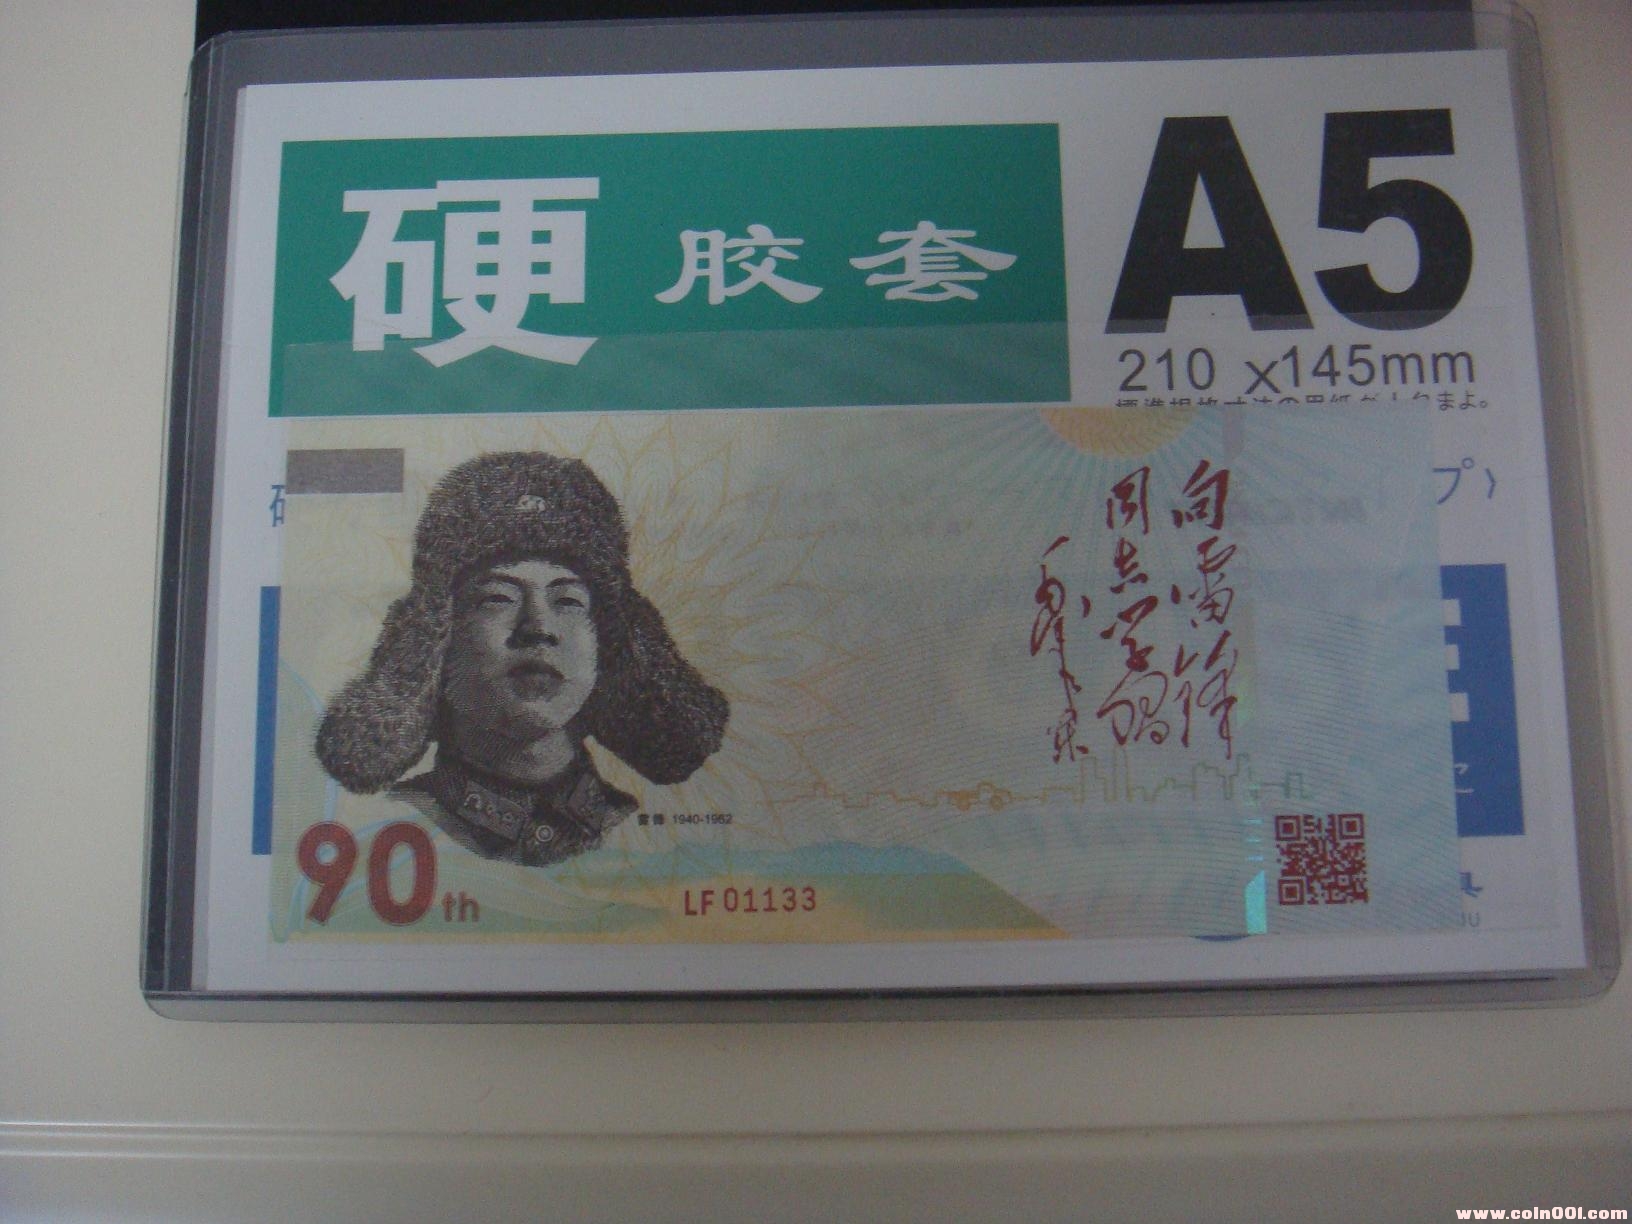 硬 胶 套
A5
210 x145mm
プ〉
向雷锋
同志学习
毛泽东
雷锋 1940-1962
90th
LF 01133
www.coin001.com